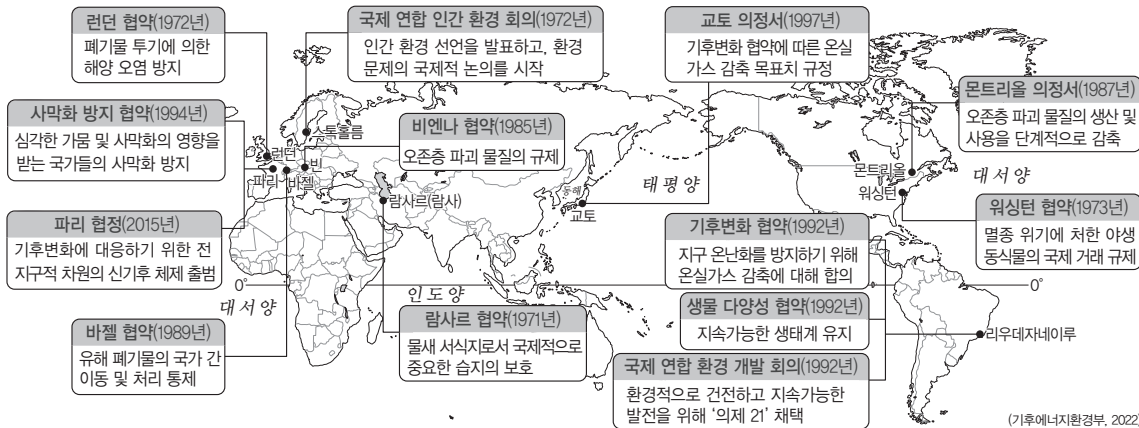 런던 협약(1972년)
폐기물 투기에 의한
해양 오염 방지
국제 연합 인간 환경 회의(1972년)
인간 환경 선언을 발표하고, 환경
문제의 국제적 논의를 시작
교토 의정서(1997년)
기후변화 협약에 따른 온실
가스 감축 목표치 규정
몬트리올 의정서(1987년)
오존층 파괴 물질의 생산 및
사용을 단계적으로 감축
사막화 방지 협약(1994년)
심각한 가뭄 및 사막화의 영향을
받는 국가들의 사막화 방지
비엔나 협약(1985년)
오존층 파괴 물질의 규제
스톡홀름
런던
빈
파리
바젤
람사르(람사)
동해
교토
태평양
몬트리올
워싱턴
대서양
파리 협정(2015년)
기후변화에 대응하기 위한 전
지구적 차원의 신기후 체제 출범
기후변화 협약(1992년)
지구 온난화를 방지하기 위해
온실가스 감축에 대해 합의
워싱턴 협약(1973년)
멸종 위기에 처한 야생
동식물의 국제 거래 규제
0°
0°
대서양
인도양
바젤 협약(1989년)
유해 폐기물의 국가 간
이동 및 처리 통제
람사르 협약(1971년)
물새 서식지로서 국제적으로
중요한 습지의 보호
생물 다양성 협약(1992년)
지속가능한 생태계 유지
리우데자네이루
국제 연합 환경 개발 회의(1992년)
환경적으로 건전하고 지속가능한
발전을 위해 '의제 21' 채택
(기후에너지환경부, 2022)